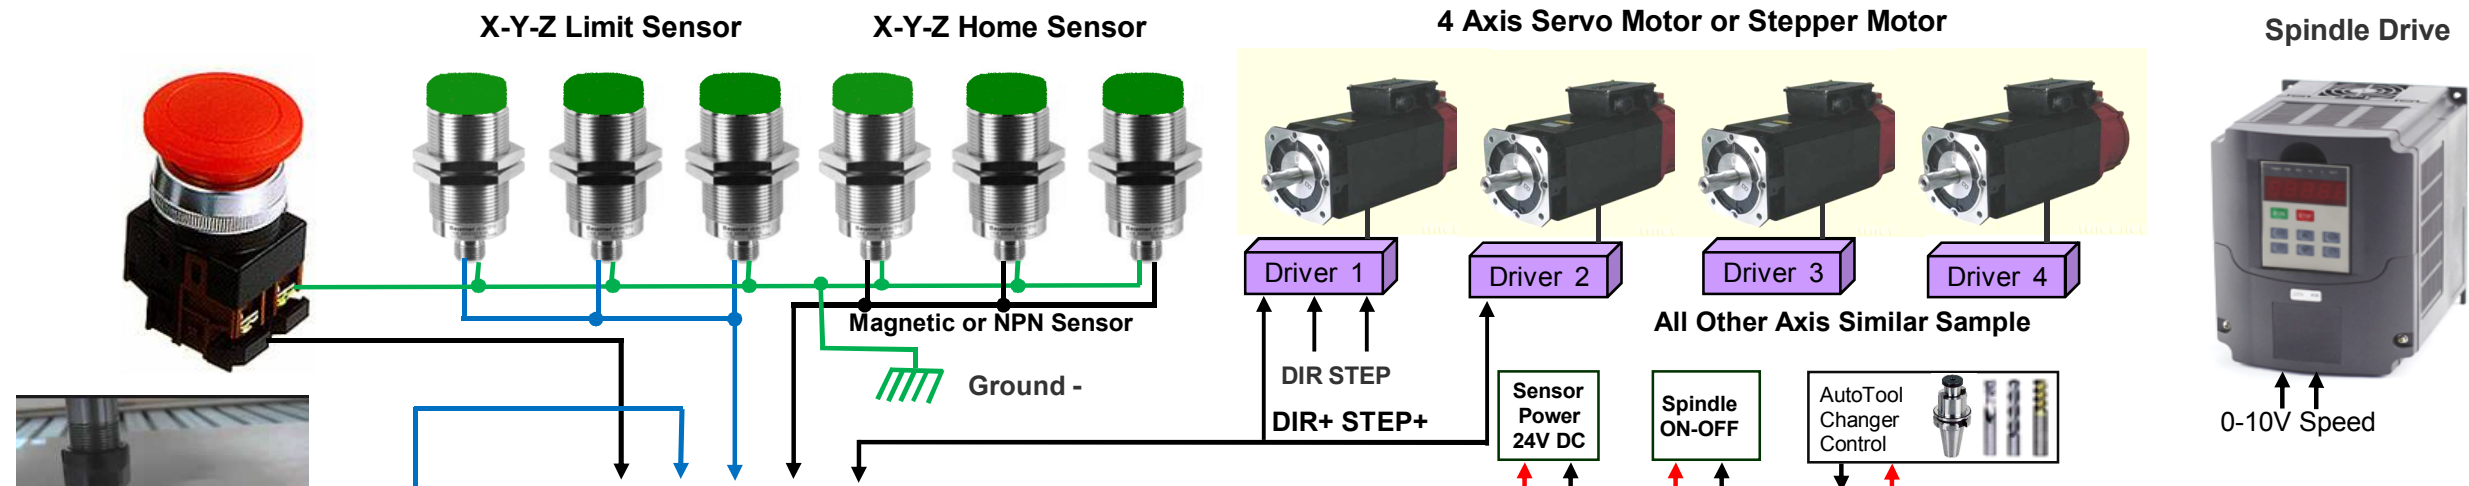 X-Y-Z Limit Sensor
X-Y-Z Home Sensor
4 Axis Servo Motor or Stepper Motor
Spindle Drive
Driver 1
Driver 2
Driver 3
Driver 4
Magnetic or NPN Sensor
All Other Axis Similar Sample
Ground -
DIR STEP
DIR+ STEP+
Sensor
Power
24V DC
Spindle
ON-OFF
AutoTool
Changer
Control
0-10V Speed